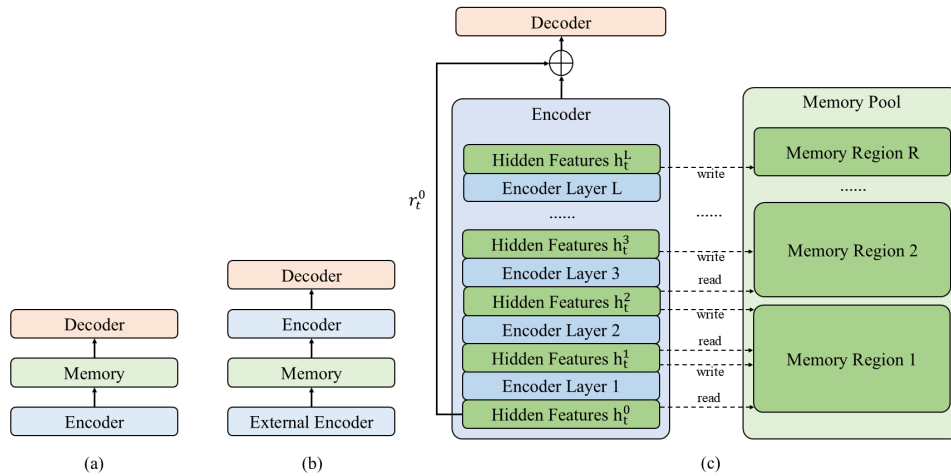 Decoder
Memory
Encoder
(a)
Decoder
Encoder
Memory
External Encoder
(b)
Decoder
r_t^0
Encoder
Hidden Features h_t^L
Encoder Layer L
......
Hidden Features h_t^3
Encoder Layer 3
Hidden Features h_t^2
Encoder Layer 2
Hidden Features h_t^1
Encoder Layer 1
Hidden Features h_t^0
write
......
write
read
write
read
write
read
Memory Pool
Memory Region R
......
Memory Region 2
Memory Region 1
(c)